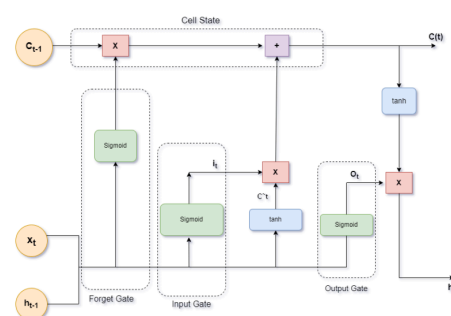 Cell State
C(t)
Ct-1
X
+
tanh
Sigmoid
it
Ot
X
X
C~t
Sigmoid
tanh
Sigmoid
xt
h
ht-1
Forget Gate
Input Gate
Output Gate